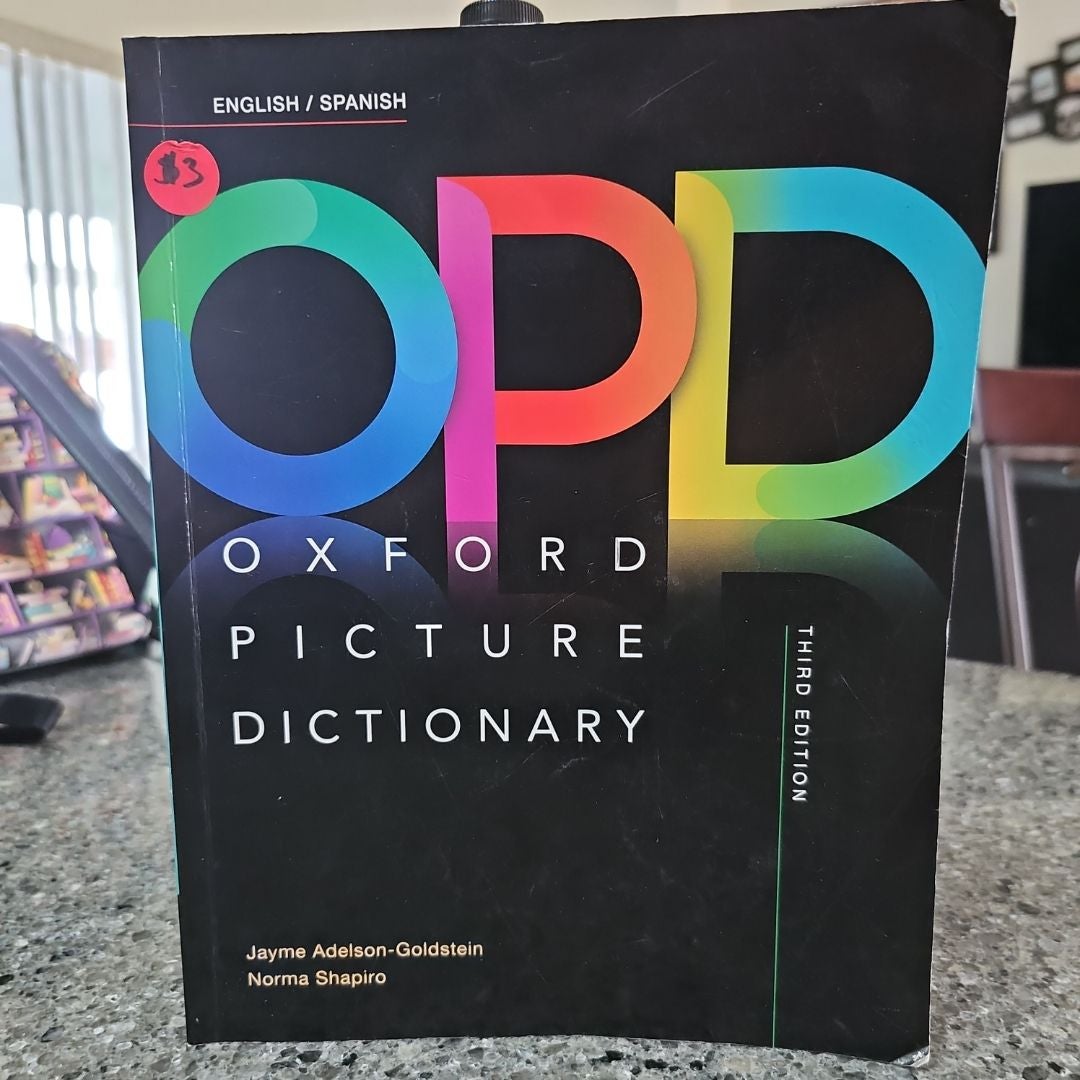 ENGLISH / SPANISH
$3
OPD
OXFORD
PICTURE
DICTIONARY
THIRD EDITION
Jayme Adelson-Goldstein
Norma Shapiro